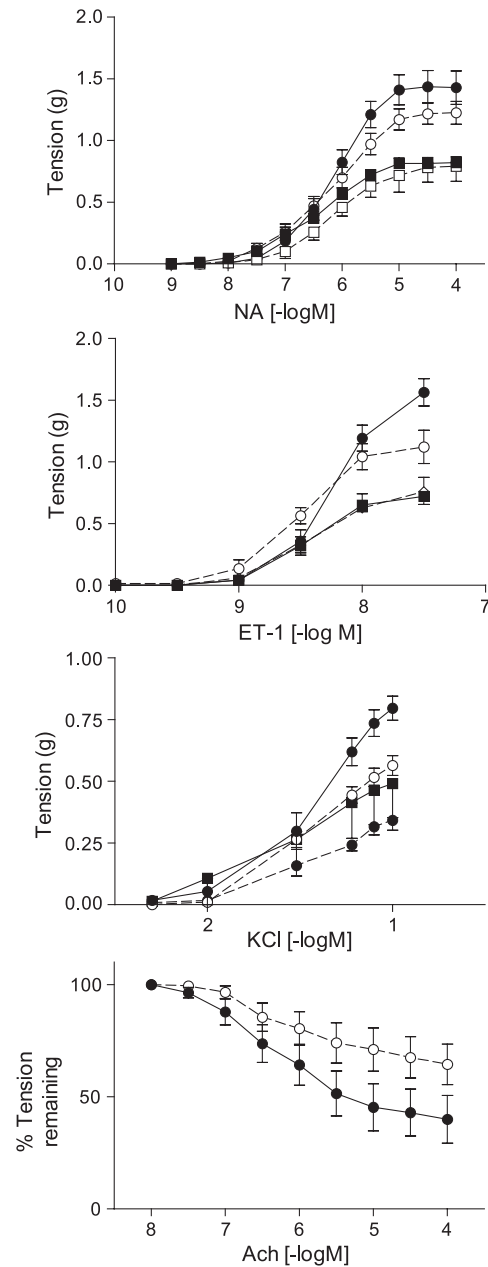 2.0
1.5
1.0
0.5
0.0
Tension (g)
10 9 8 7 6 5 4
NA [-logM]
2.0
1.5
1.0
0.5
0.0
Tension (g)
10 9 8 7
ET-1 [-log M]
1.00
0.75
0.50
0.25
0.00
Tension (g)
2 1
KCl [-logM]
100
50
0
% Tension
remaining
8 7 6 5 4
Ach [-logM]